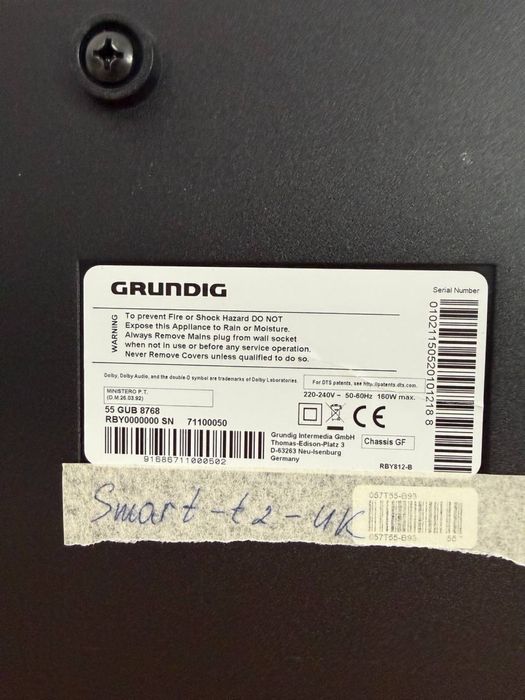 GRUNDIG
Serial Number
WARNING
To prevent Fire or Shock Hazard DO NOT
Expose this Appliance to Rain or Moisture.
Always Remove Mains plug from wall socket
when not in use or before any service operation.
Never Remove Covers unless qualified to do so.
010211505201012188
Dolby, Dolby Audio, and the double-D symbol are trademarks of Dolby Laboratories.
For DTS patents, see http://patents.dts.com.
MINISTERO P.T.
(D.M.26.03.92)
220-240V ~ 50-60Hz 160W max.
55 GUB 8768
RBY0000000 SN 71100050
CE
91686711000502
Grundig Intermedia GmbH
Thomas-Edison-Platz 3
D-63263 Neu-Isenburg
Germany
Chassis GF
RBY812-B
Smart-t2-UK
057T55-B93
057T55-B93 55